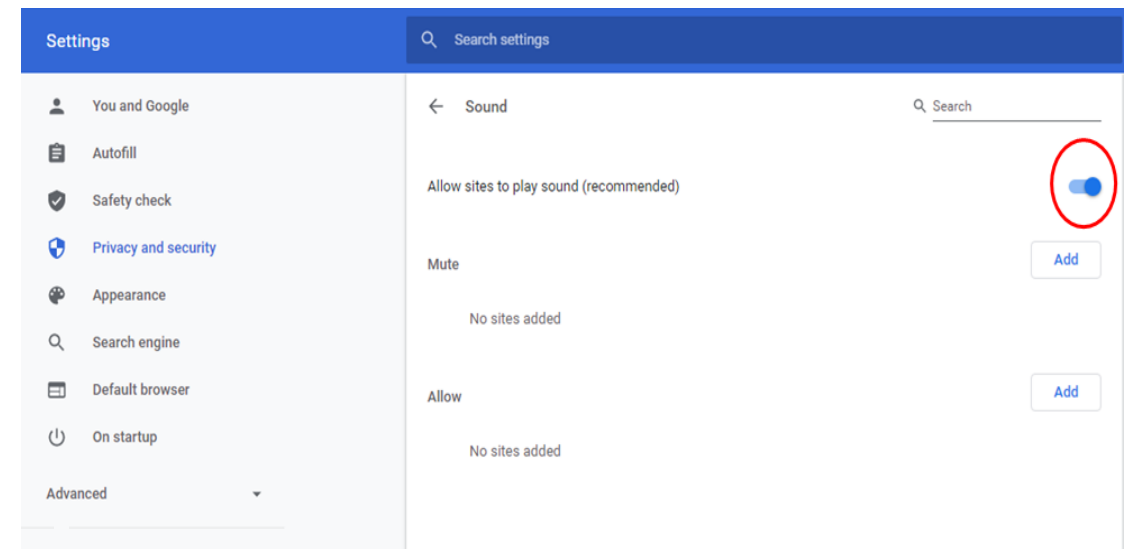 Settings
Search settings
You and Google
Autofill
Safety check
Privacy and security
Appearance
Search engine
Default browser
On startup
Advanced
Sound
Search
Allow sites to play sound (recommended)
Mute
Add
No sites added
Allow
Add
No sites added